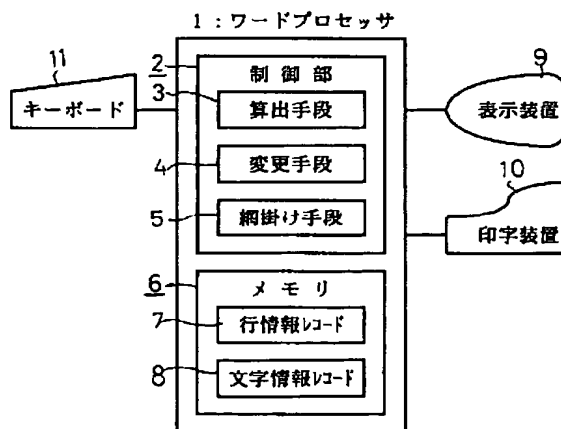 1：ワードプロセッサ
11
キーボード
2
制御部
3
算出手段
4
変更手段
5
網掛け手段
6
メモリ
7
行情報レコード
8
文字情報レコード
9
表示装置
10
印字装置